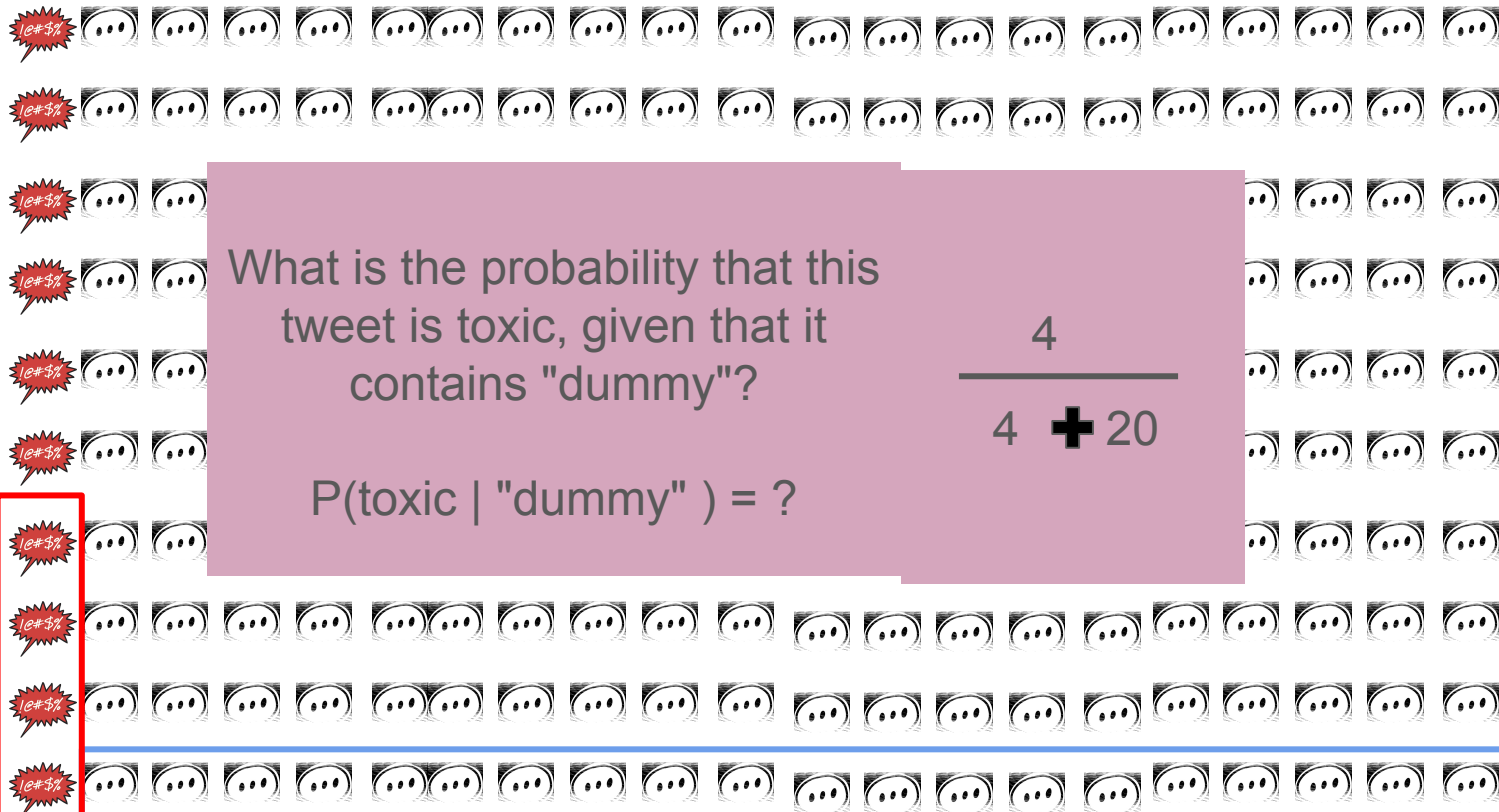 !@#$%
!@#$%
!@#$%
!@#$%
!@#$%
!@#$%
!@#$%
!@#$%
!@#$%
!@#$%
What is the probability that this
tweet is toxic, given that it
contains "dummy"?
P(toxic | "dummy" ) = ?
4
4 ✚ 20